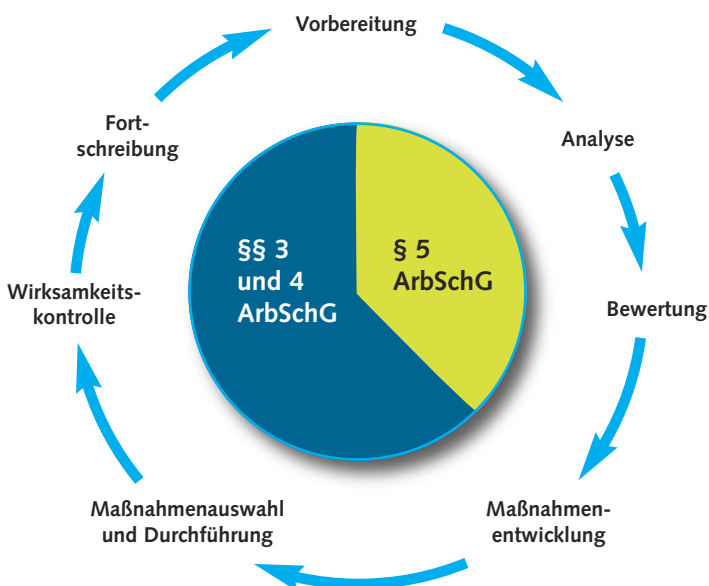 Vorbereitung
Analyse
Bewertung
Maßnahmen-
entwicklung
Maßnahmenauswahl
und Durchführung
Wirksamkeits-
kontrolle
Fort-
schreibung
§§ 3
und 4
ArbSchG
§ 5
ArbSchG